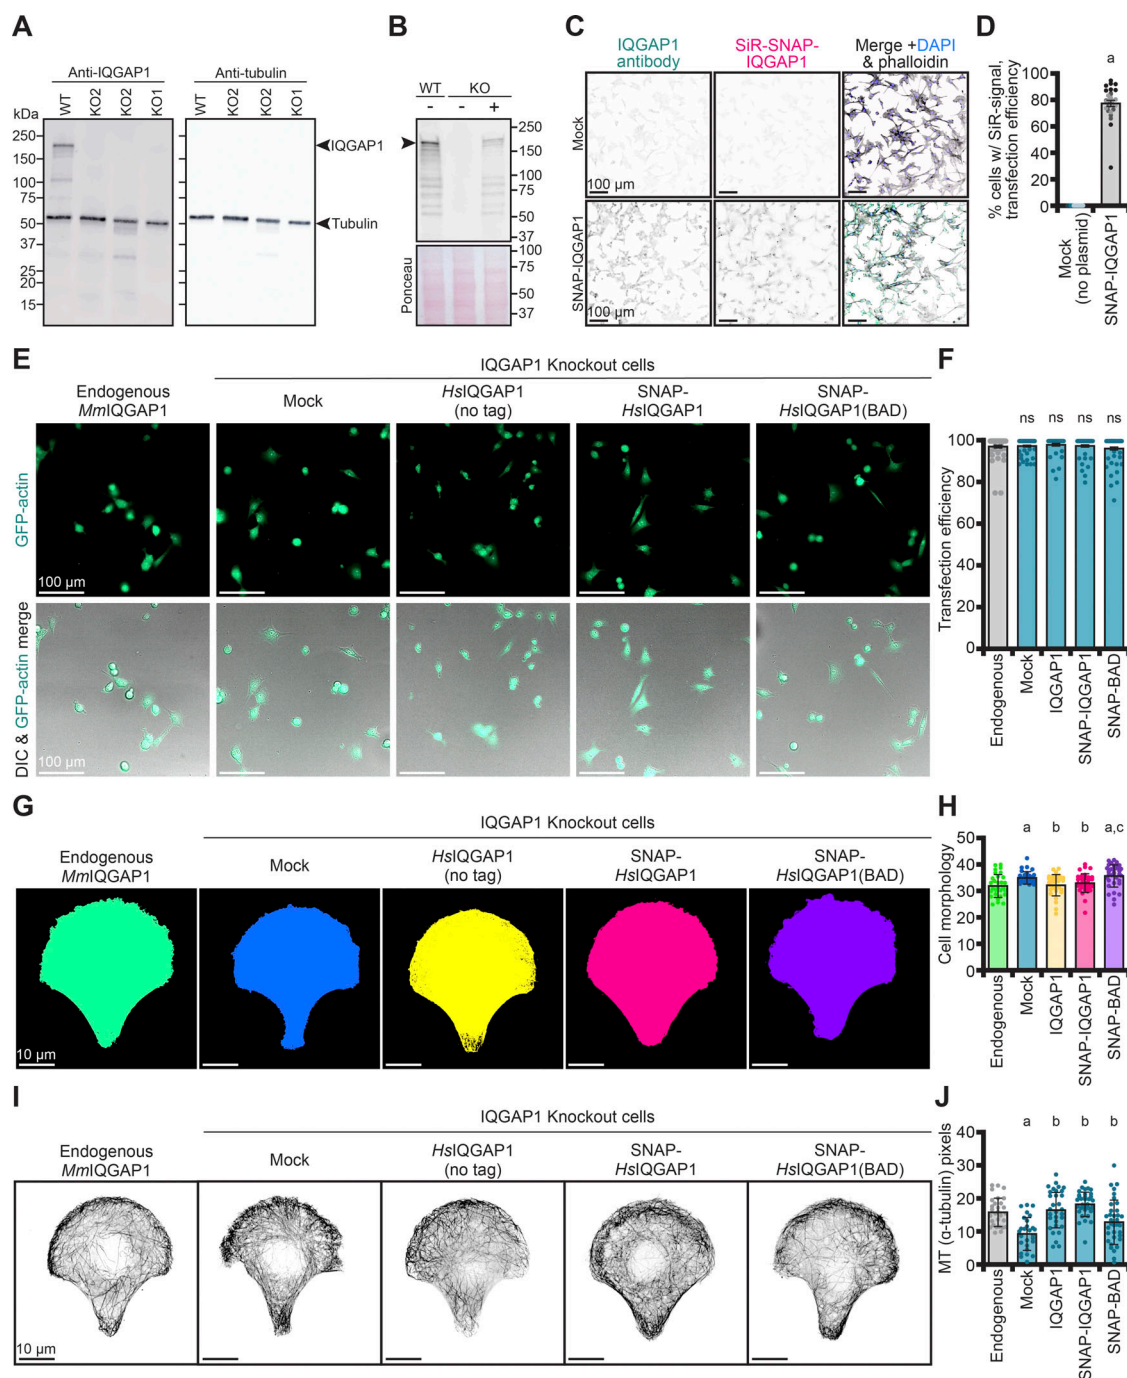 A
Anti-IQGAP1
Anti-tubulin
WT
KO2
KO2
KO1
WT
KO2
KO2
KO1
kDa
250
150
100
75
50
37
25
20
15
IQGAP1
Tubulin
B
WT
KO
-
-
+
250
150
100
75
50
37
100
75
50
37
Ponceau
C
IQGAP1
antibody
SiR-SNAP-
IQGAP1
Merge +DAPI
& phalloidin
Mock
100 µm
SNAP-IQGAP1
100 µm
D
a
% cells w/ SiR-signal,
transfection efficiency
100
80
60
40
20
0
Mock
(no plasmid)
SNAP-IQGAP1
E
IQGAP1 Knockout cells
Endogenous
MmIQGAP1
Mock
HsIQGAP1
(no tag)
SNAP-
HsIQGAP1
SNAP-
HsIQGAP1(BAD)
GFP-actin
100 µm
DIC & GFP-actin merge
100 µm
F
ns
ns
ns
ns
Transfection efficiency
100
80
60
40
20
0
Endogenous
Mock
IQGAP1
SNAP-IQGAP1
SNAP-BAD
G
IQGAP1 Knockout cells
Endogenous
MmIQGAP1
Mock
HsIQGAP1
(no tag)
SNAP-
HsIQGAP1
SNAP-
HsIQGAP1(BAD)
10 µm
H
a
b
b
a,c
Cell morphology
50
40
30
20
10
0
Endogenous
Mock
IQGAP1
SNAP-IQGAP1
SNAP-BAD
I
IQGAP1 Knockout cells
Endogenous
MmIQGAP1
Mock
HsIQGAP1
(no tag)
SNAP-
HsIQGAP1
SNAP-
HsIQGAP1(BAD)
10 µm
J
a
b
b
b
MT (α-tubulin) pixels
40
30
20
10
0
Endogenous
Mock
IQGAP1
SNAP-IQGAP1
SNAP-BAD